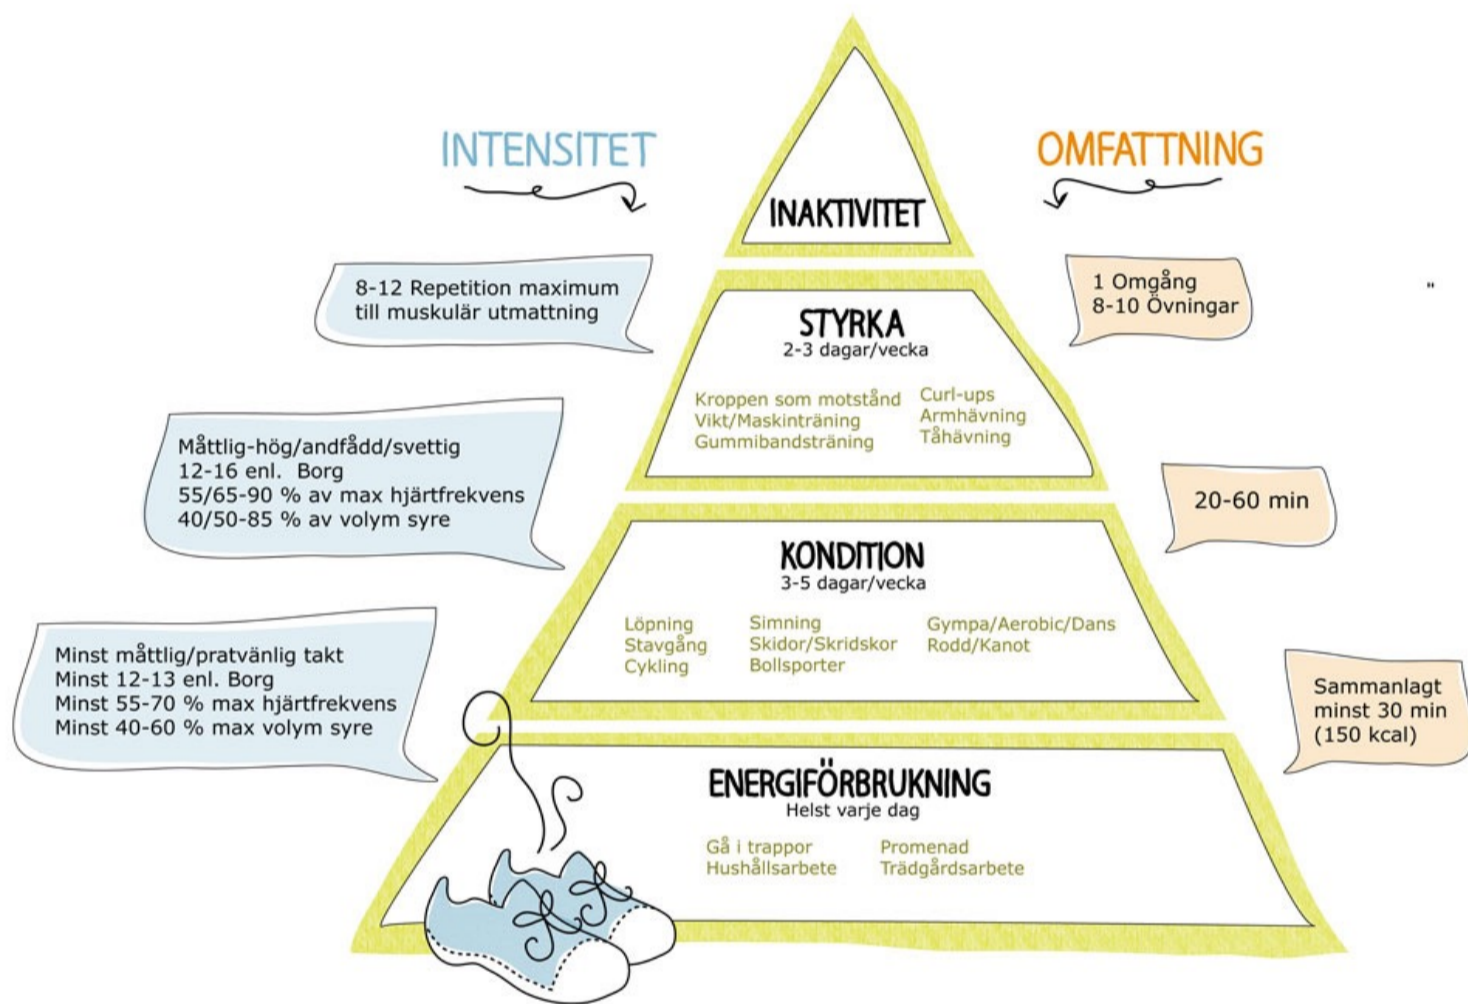 INTENSITET
OMFATTNING
INAKTIVITET
8-12 Repetition maximum
till muskulär utmattning
STYRKA
2-3 dagar/vecka
Kroppen som motstånd
Vikt/Maskinträning
Gummibandsträning
Curl-ups
Armhävning
Tåhävning
1 Omgång
8-10 Övningar
"
Måttlig-hög/andfådd/svettig
12-16 enl. Borg
55/65-90 % av max hjärtfrekvens
40/50-85 % av volym syre
KONDITION
3-5 dagar/vecka
Löpning
Stavgång
Cykling
Simning
Skidor/Skridskor
Bollsporter
Gympa/Aerobic/Dans
Rodd/Kanot
20-60 min
Minst måttlig/pratvänlig takt
Minst 12-13 enl. Borg
Minst 55-70 % max hjärtfrekvens
Minst 40-60 % max volym syre
ENERGIFÖRBRUKNING
Helst varje dag
Gå i trappor
Hushållsarbete
Promenad
Trädgårdsarbete
Sammanlagt
minst 30 min
(150 kcal)